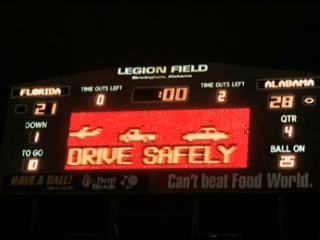 LEGION FIELD
Birmingham, Alabama
FLORIDA
TIME OUTS LEFT
:00
TIME OUTS LEFT
ALABAMA
21
0
2
28
DOWN
1
QTR
4
TO GO
10
DRIVE SAFELY
BALL ON
25
HAVE A BALL!
Can't beat Food World.